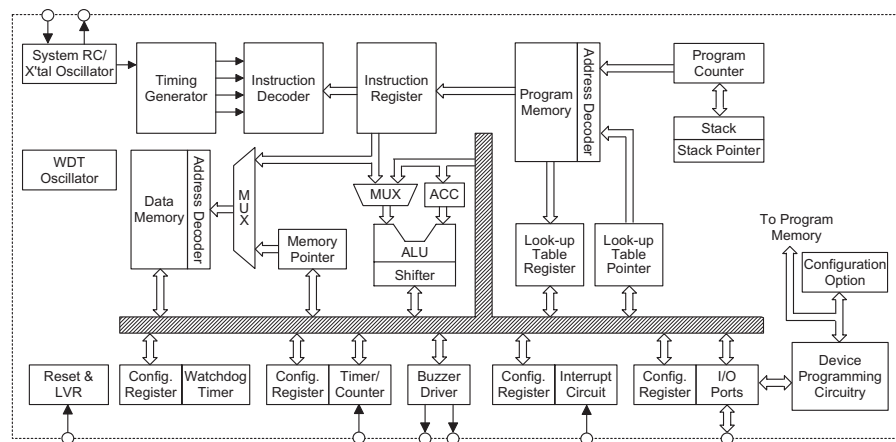 System RC/
X'tal Oscillator
Timing
Generator
Instruction
Decoder
Instruction
Register
Program
Memory
Address Decoder
Program
Counter
Stack
Stack Pointer
WDT
Oscillator
Data
Memory
Address Decoder
MUX
Memory
Pointer
MUX
ACC
ALU
Shifter
Look-up
Table
Register
Look-up
Table
Pointer
To Program
Memory
Configuration
Option
Device
Programming
Circuitry
Reset &
LVR
Config.
Register
Watchdog
Timer
Config.
Register
Timer/
Counter
Buzzer
Driver
Config.
Register
Interrupt
Circuit
Config.
Register
I/O
Ports